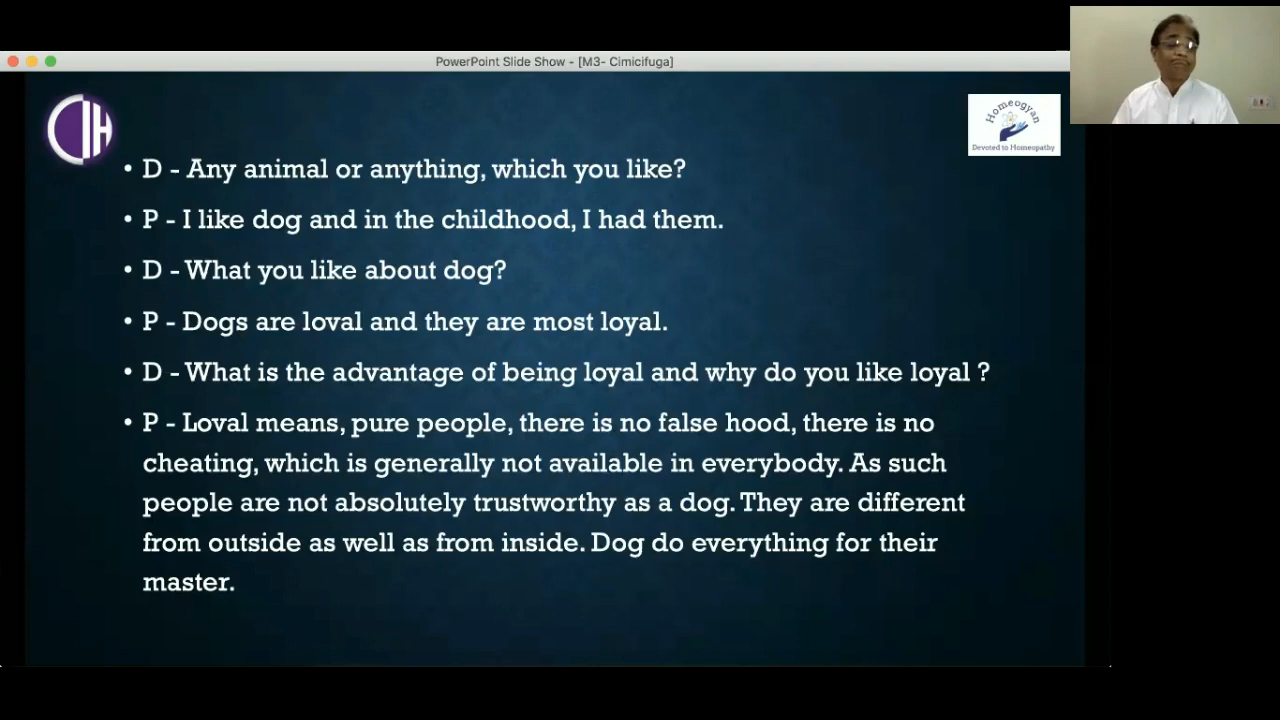 PowerPoint Slide Show - [M3- Cimicifuga]
CIH
Homeogyan
Devoted to Homeopathy
• D - Any animal or anything, which you like?
• P - I like dog and in the childhood, I had them.
• D - What you like about dog?
• P - Dogs are loval and they are most loyal.
• D - What is the advantage of being loyal and why do you like loyal ?
• P - Loval means, pure people, there is no false hood, there is no
cheating, which is generally not available in everybody. As such
people are not absolutely trustworthy as a dog. They are different
from outside as well as from inside. Dog do everything for their
master.